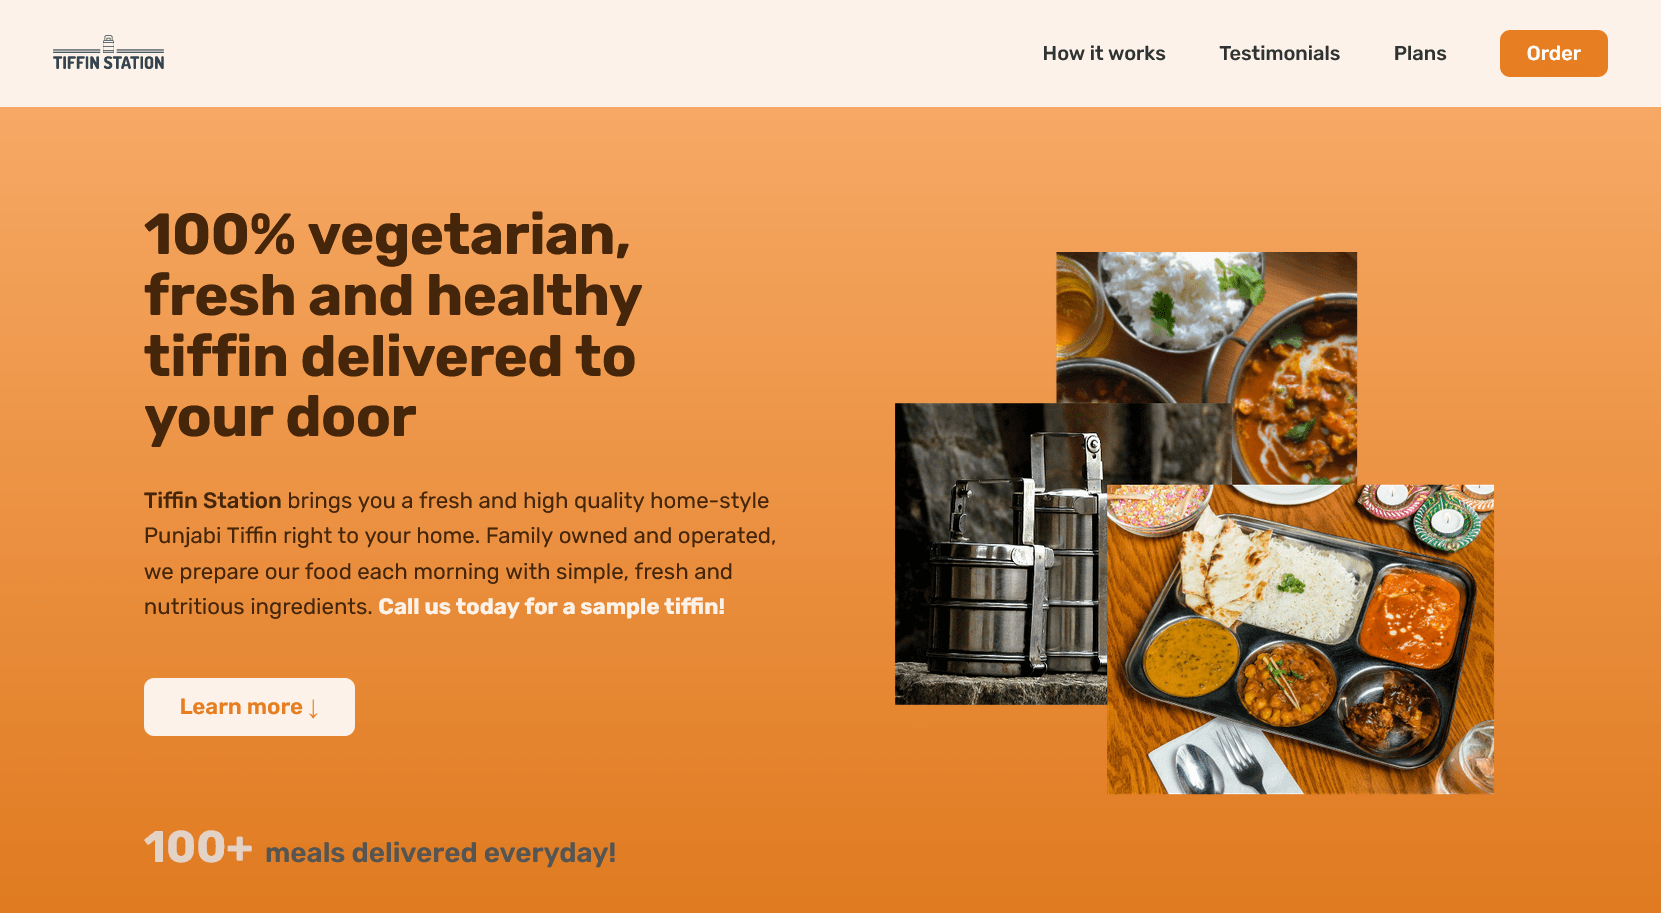 TIFFIN STATION
How it works Testimonials Plans Order
100% vegetarian,
fresh and healthy
tiffin delivered to
your door
Tiffin Station brings you a fresh and high quality home-style
Punjabi Tiffin right to your home. Family owned and operated,
we prepare our food each morning with simple, fresh and
nutritious ingredients. Call us today for a sample tiffin!
Learn more ↓
100+ meals delivered everyday!